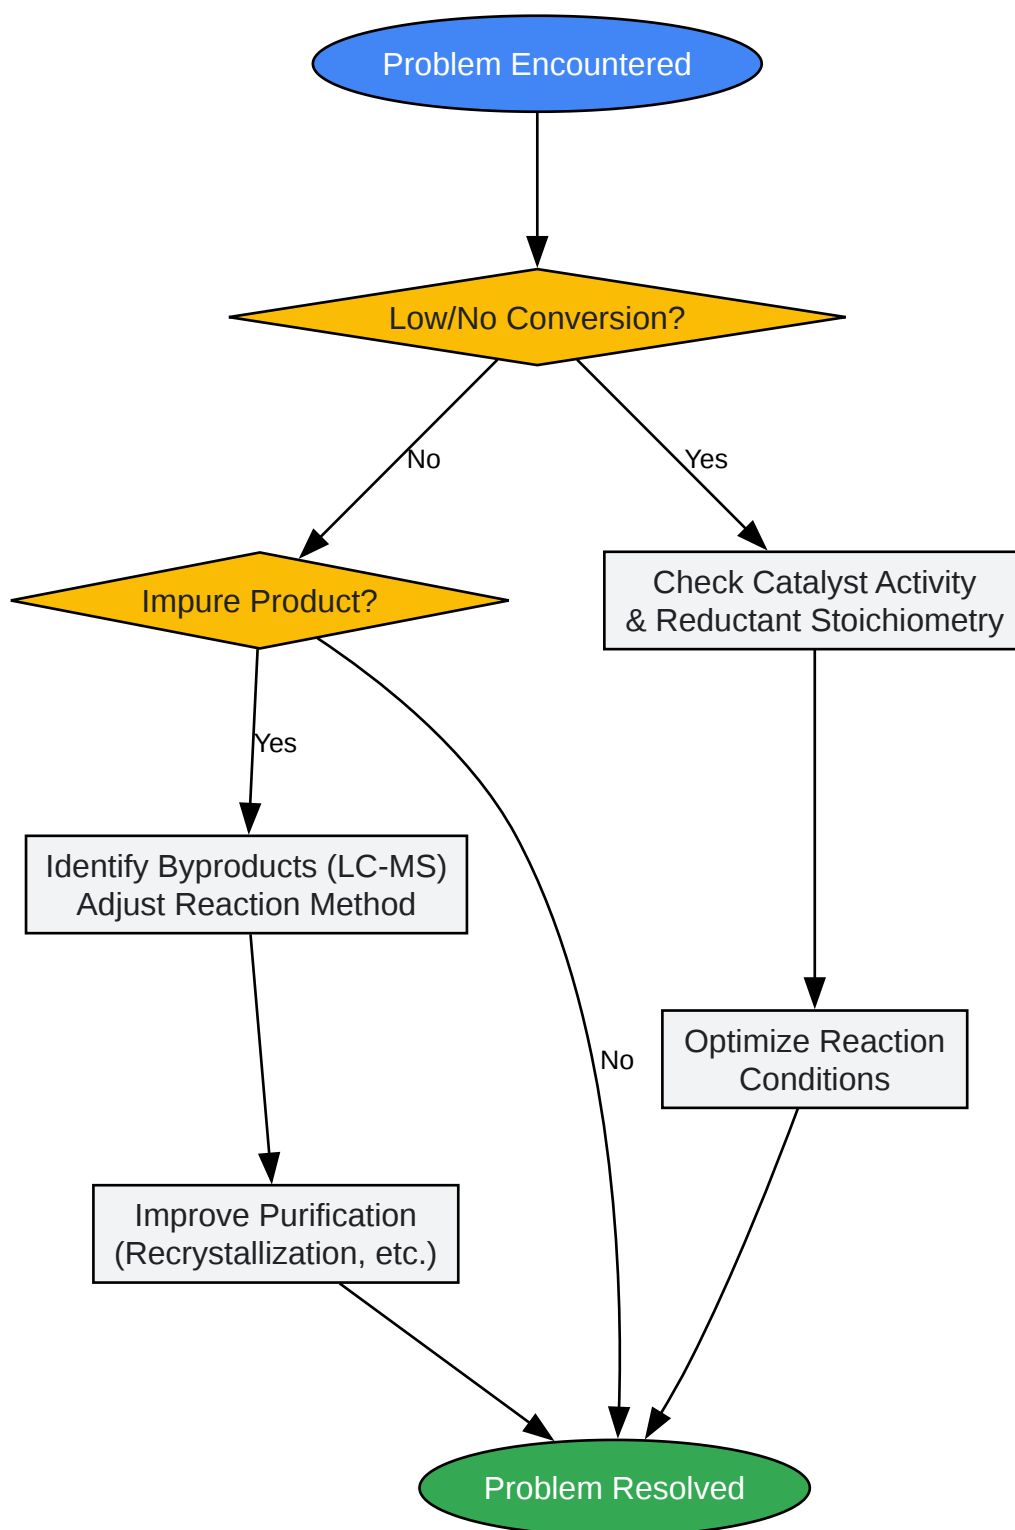 Problem Encountered
Low/No Conversion?
No
Yes
Impure Product?
Check Catalyst Activity
& Reductant Stoichiometry
Yes
Identify Byproducts (LC-MS)
Adjust Reaction Method
No
Optimize Reaction
Conditions
Improve Purification
(Recrystallization, etc.)
Problem Resolved